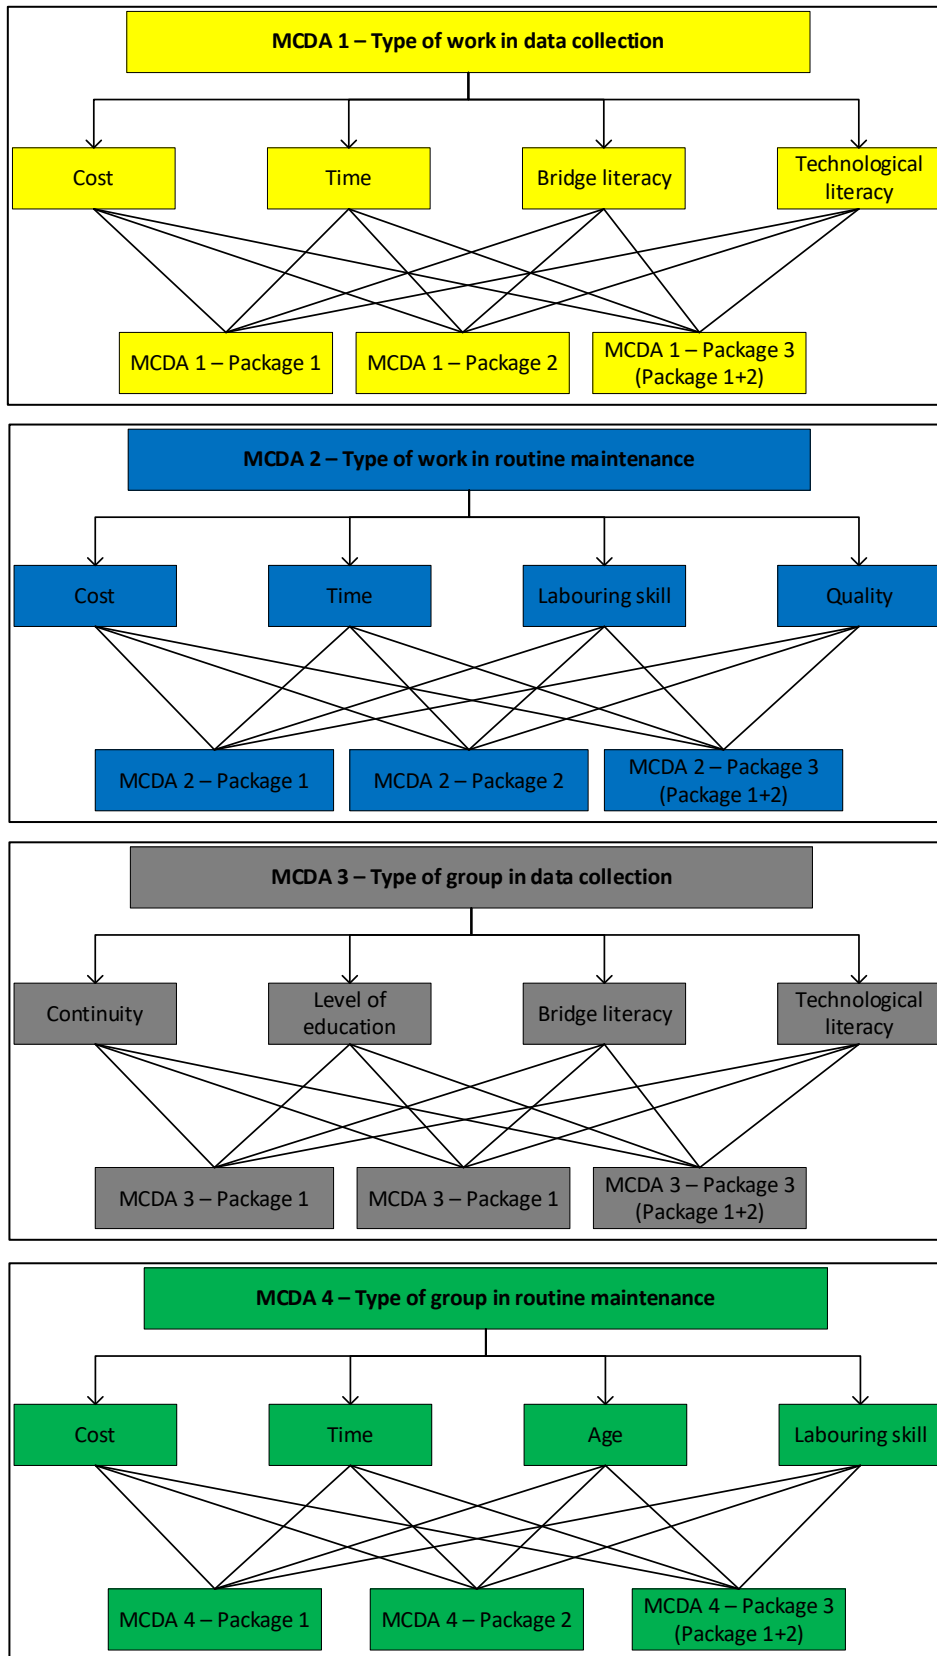 MCDA 1 – Type of work in data collection
Cost
Time
Bridge literacy
Technological
literacy
MCDA 1 – Package 1
MCDA 1 – Package 2
MCDA 1 – Package 3
(Package 1+2)
MCDA 2 – Type of work in routine maintenance
Cost
Time
Labouring skill
Quality
MCDA 2 – Package 1
MCDA 2 – Package 2
MCDA 2 – Package 3
(Package 1+2)
MCDA 3 – Type of group in data collection
Continuity
Level of
education
Bridge literacy
Technological
literacy
MCDA 3 – Package 1
MCDA 3 – Package 1
MCDA 3 – Package 3
(Package 1+2)
MCDA 4 – Type of group in routine maintenance
Cost
Time
Age
Labouring skill
MCDA 4 – Package 1
MCDA 4 – Package 2
MCDA 4 – Package 3
(Package 1+2)